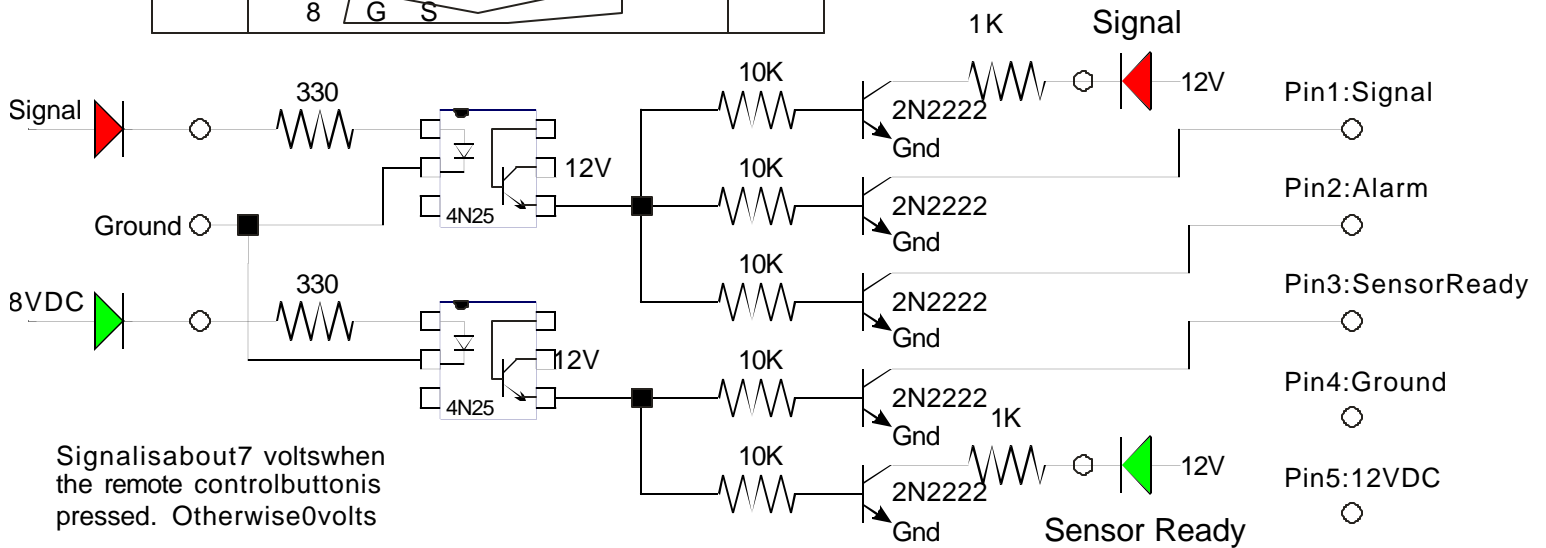 8 G S
1K Signal
10K
330
Signal
12V
Pin1:Signal
2N2222
Gnd
12V
10K
Pin2:Alarm
4N25
2N2222
Ground
Gnd
10K
330
8VDC
Pin3:SensorReady
2N2222
Gnd
12V
10K
Pin4:Ground
4N25
2N2222
1K
Gnd
10K
12V
Pin5:12VDC
2N2222
Gnd
Sensor Ready
Signalisabout7 voltswhen
the remote controlbuttonis
pressed. Otherwise0volts